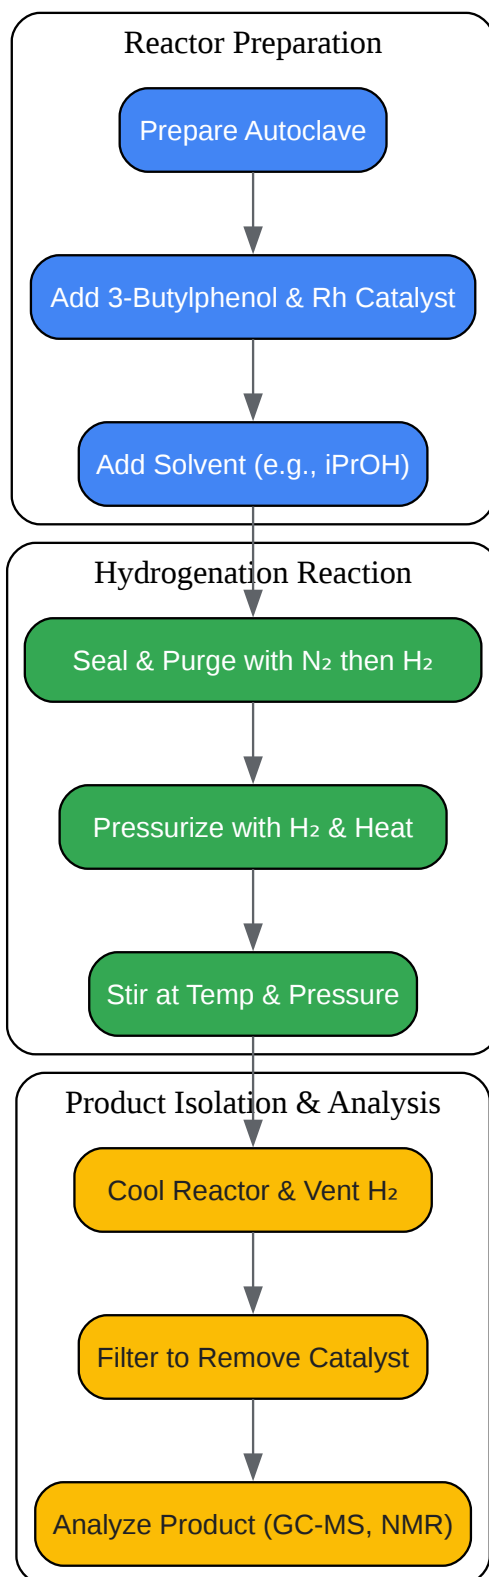 Reactor Preparation
Prepare Autoclave
Add 3-Butylphenol & Rh Catalyst
Add Solvent (e.g., iPrOH)
Hydrogenation Reaction
Seal & Purge with N₂ then H₂
Pressurize with H₂ & Heat
Stir at Temp & Pressure
Product Isolation & Analysis
Cool Reactor & Vent H₂
Filter to Remove Catalyst
Analyze Product (GC-MS, NMR)